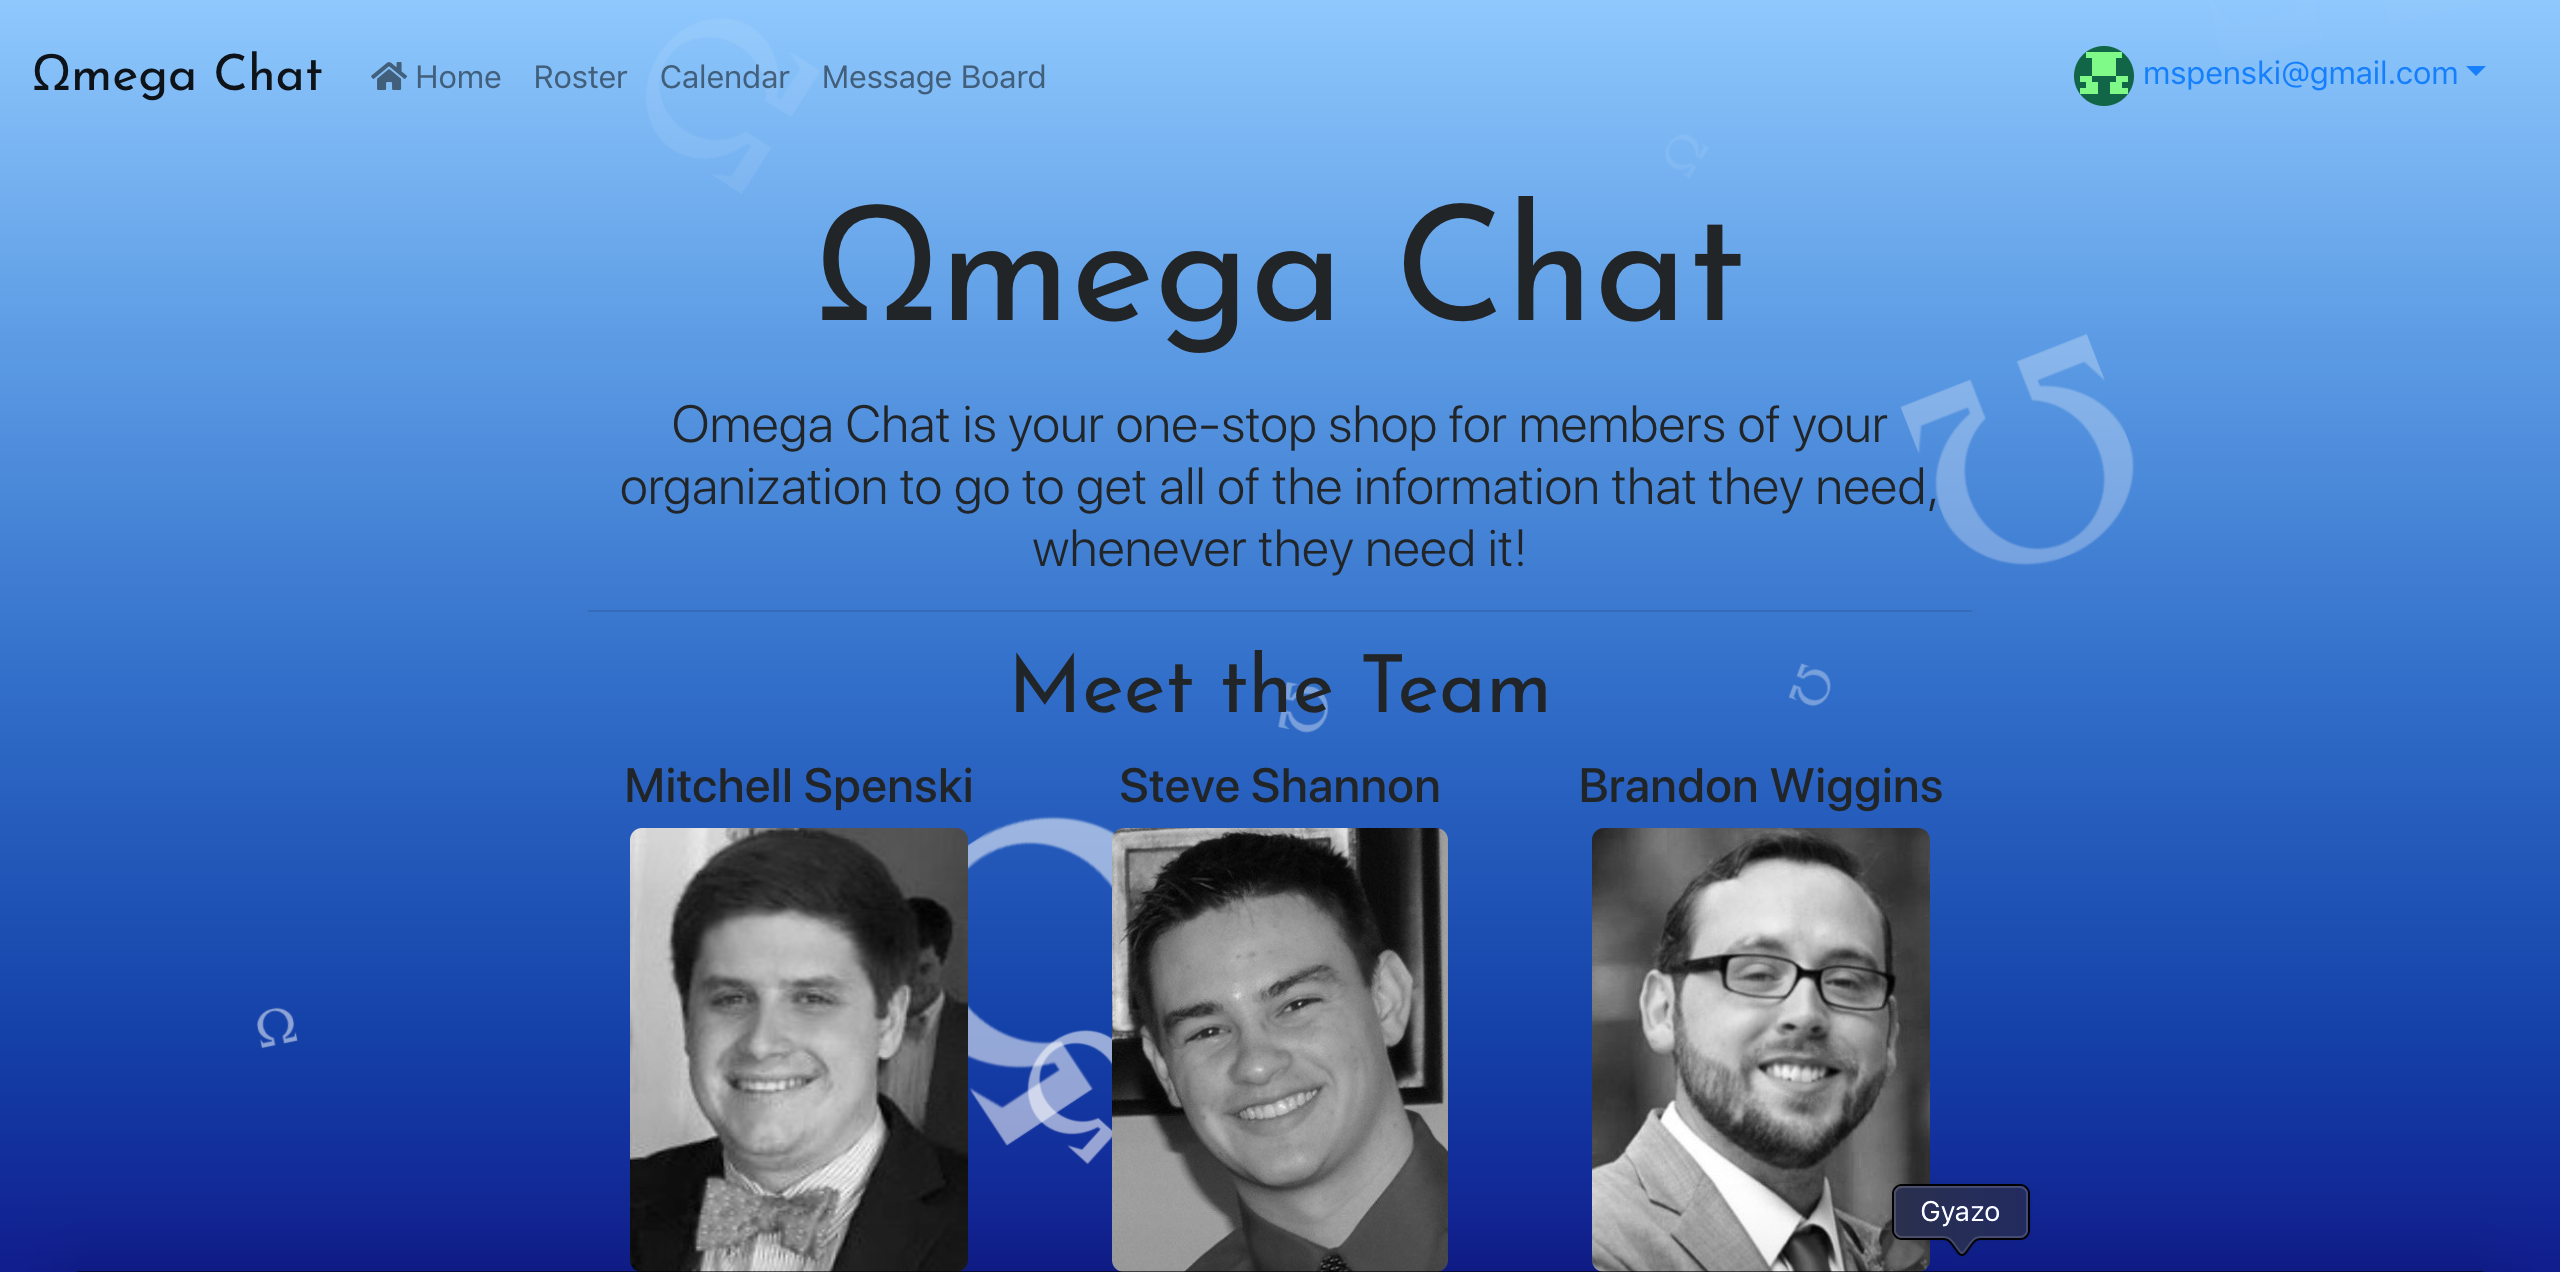 Ωmega Chat
Home Roster Calendar Message Board
mspenski@gmail.com
Ωmega Chat
Omega Chat is your one-stop shop for members of your
organization to go to get all of the information that they need,
whenever they need it!
Meet the Team
Mitchell Spenski
Steve Shannon
Brandon Wiggins
Gyazo